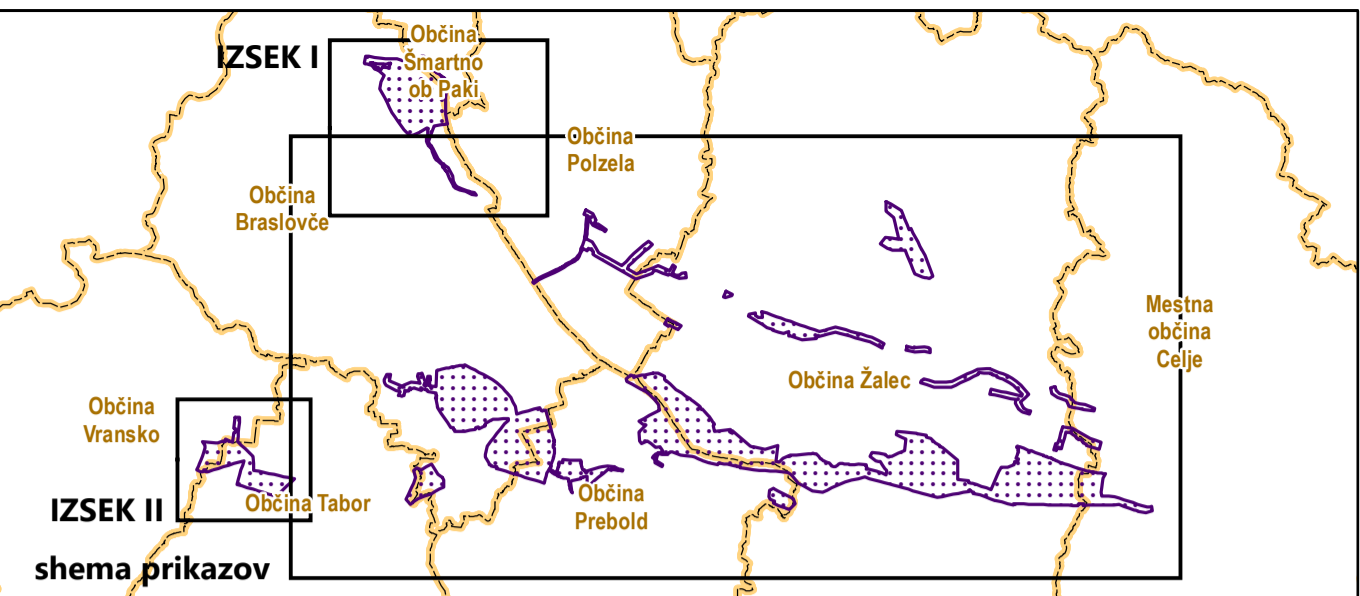 Občina
Šmartno
ob Paki
IZSEK I
Občina
Polzela
Občina
Braslovče
Mestna
občina
Celje
Občina Žalec
Občina
Vransko
Občina
Prebold
Občina Tabor
IZSEK II
shema prikazov